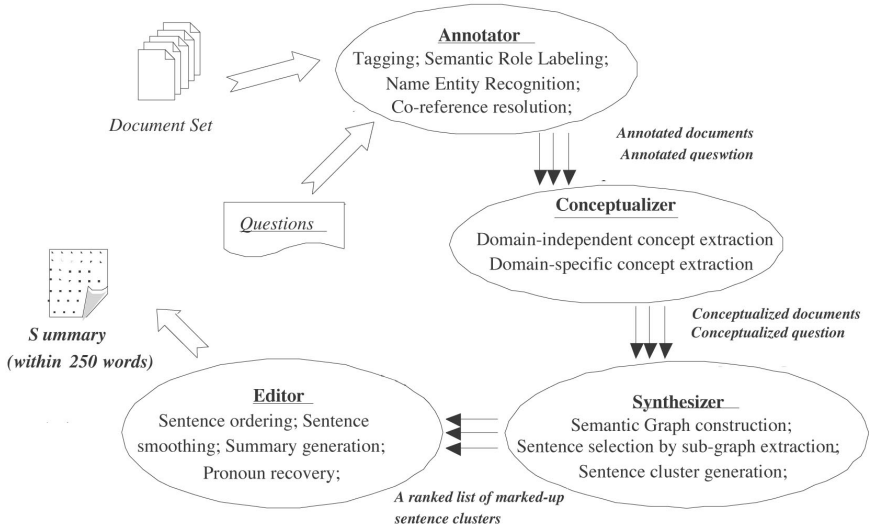 Annotator
Tagging; Semantic Role Labeling;
Name Entity Recognition;
Co-reference resolution;
Document Set
Annotated documents
Annotated queswtion
Questions
Conceptualizer
Domain-independent concept extraction
Domain-specific concept extraction
Conceptualized documents
Conceptualized question
S ummary
(within 250 words)
Editor
Sentence ordering; Sentence
smoothing; Summary generation;
Pronoun recovery;
Synthesizer
Semantic Graph construction;
Sentence selection by sub-graph extraction;
Sentence cluster generation;
A ranked list of marked-up
sentence clusters